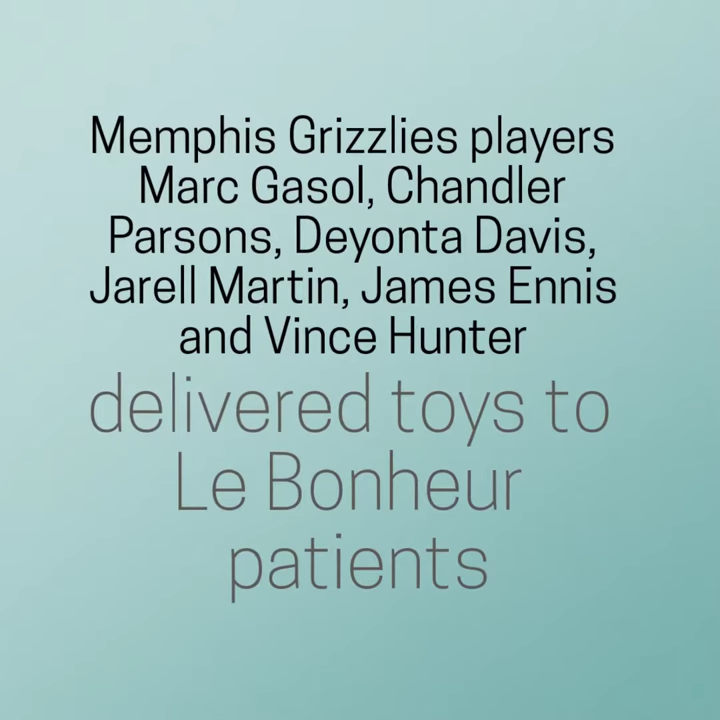 Memphis Grizzlies players
Marc Gasol, Chandler
Parsons, Deyonta Davis,
Jarell Martin, James Ennis
and Vince Hunter
delivered toys to
Le Bonheur
patients